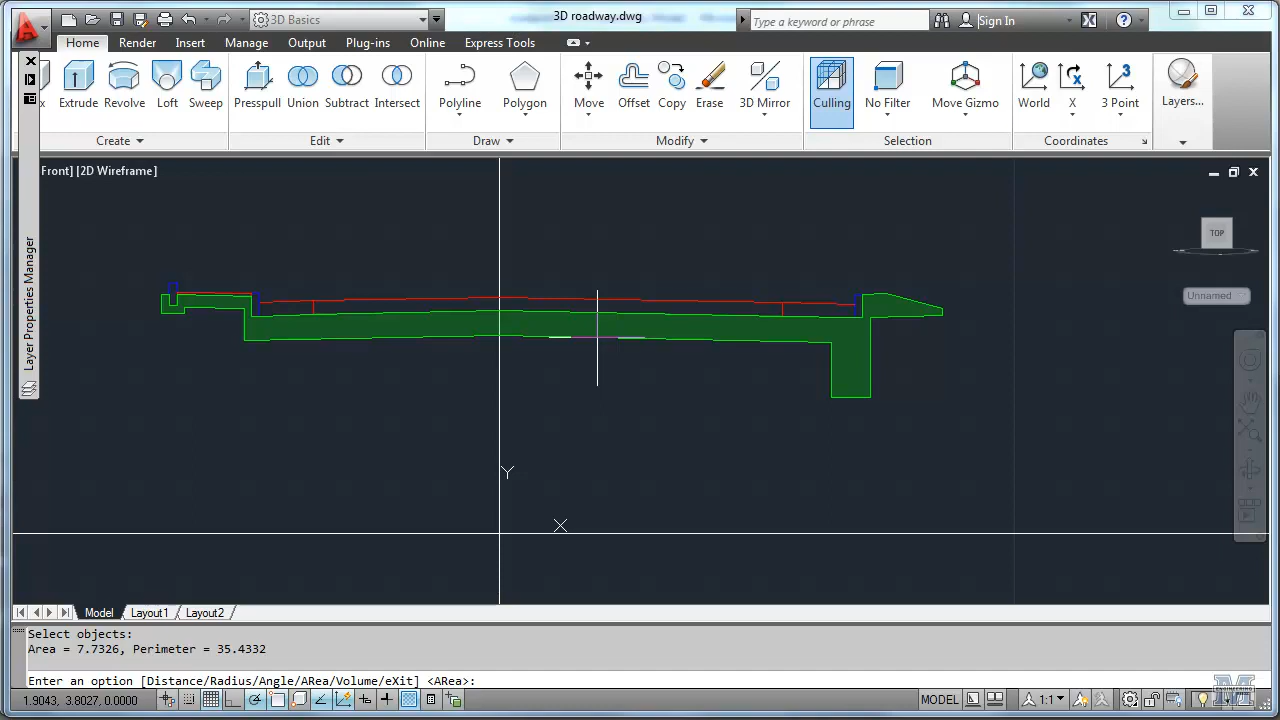 3D Basics
3D roadway.dwg
Type a keyword or phrase
Sign In
Home Render Insert Manage Output Plug-ins Online Express Tools
Extrude Revolve Loft Sweep Presspull Union Subtract Intersect Polyline Polygon Move Offset Copy Erase 3D Mirror Culling No Filter Move Gizmo World X 3 Point Layers...
Create Edit Draw Modify Selection Coordinates
Front] [2D Wireframe]
TOP
Unnamed
Layer Properties Manager
Y
X
Model Layout1 Layout2
Select objects:
Area = 7.7326, Perimeter = 35.4332
Enter an option [Distance/Radius/Angle/ARea/Volume/eXit] <ARea>:
1.9043, 3.8027, 0.0000
MODEL
1:1